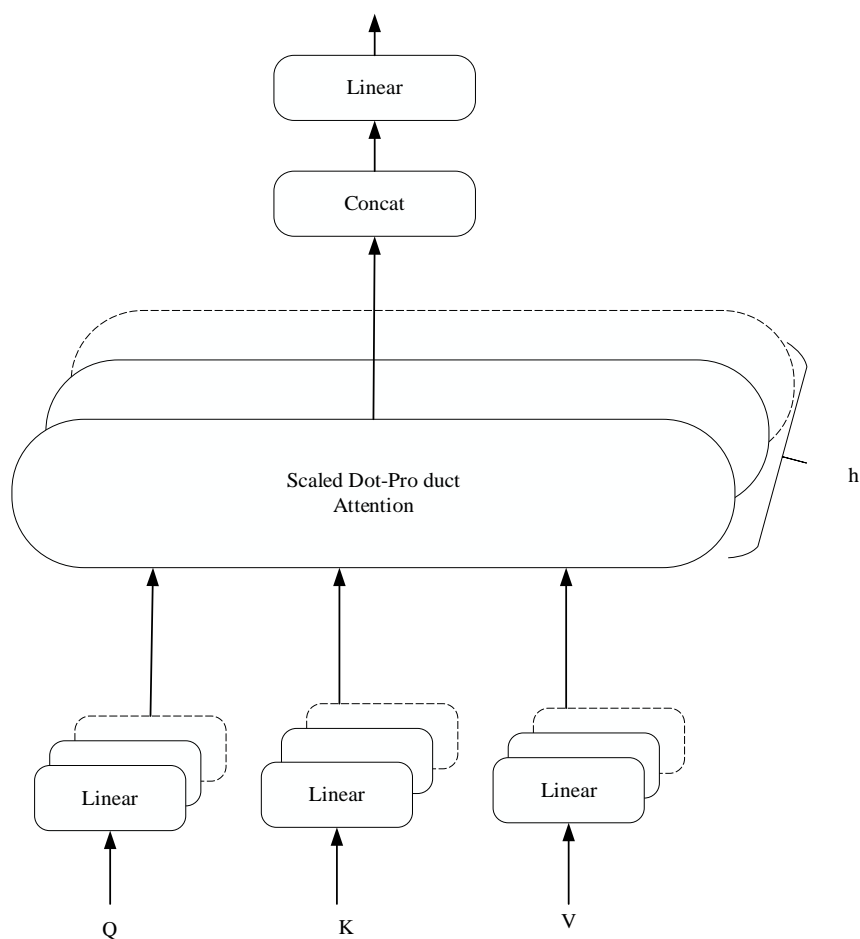 Linear
Concat
Scaled Dot-Pro duct
Attention
h
Linear
Linear
Linear
Q
K
V